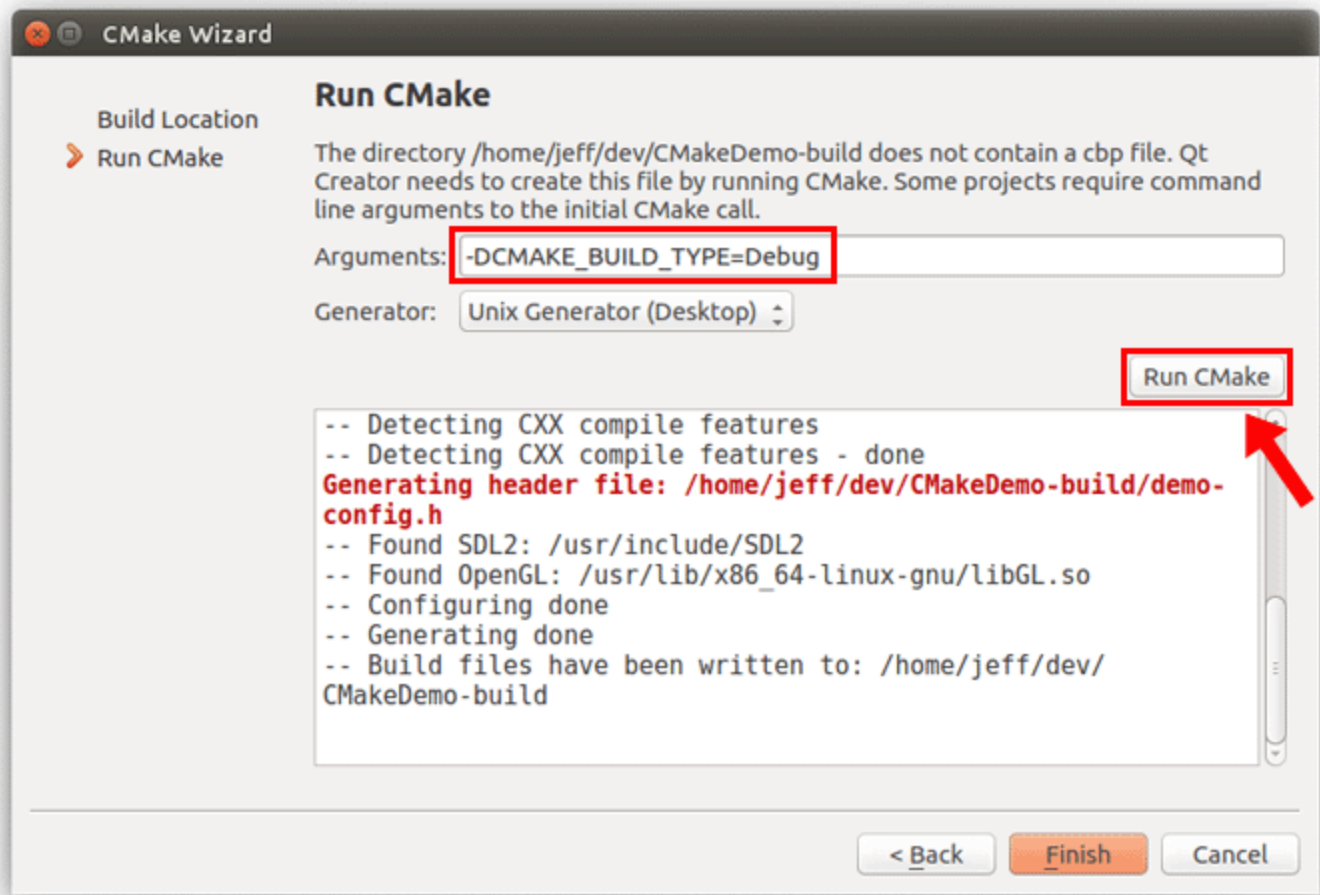 CMake Wizard
Build Location
Run CMake
Run CMake
The directory /home/jeff/dev/CMakeDemo-build does not contain a cbp file. Qt
Creator needs to create this file by running CMake. Some projects require command
line arguments to the initial CMake call.
Arguments: -DCMAKE_BUILD_TYPE=Debug
Generator: Unix Generator (Desktop)
Run CMake
-- Detecting CXX compile features
-- Detecting CXX compile features - done
Generating header file: /home/jeff/dev/CMakeDemo-build/demo-
config.h
-- Found SDL2: /usr/include/SDL2
-- Found OpenGL: /usr/lib/x86_64-linux-gnu/libGL.so
-- Configuring done
-- Generating done
-- Build files have been written to: /home/jeff/dev/
CMakeDemo-build
< Back Finish Cancel